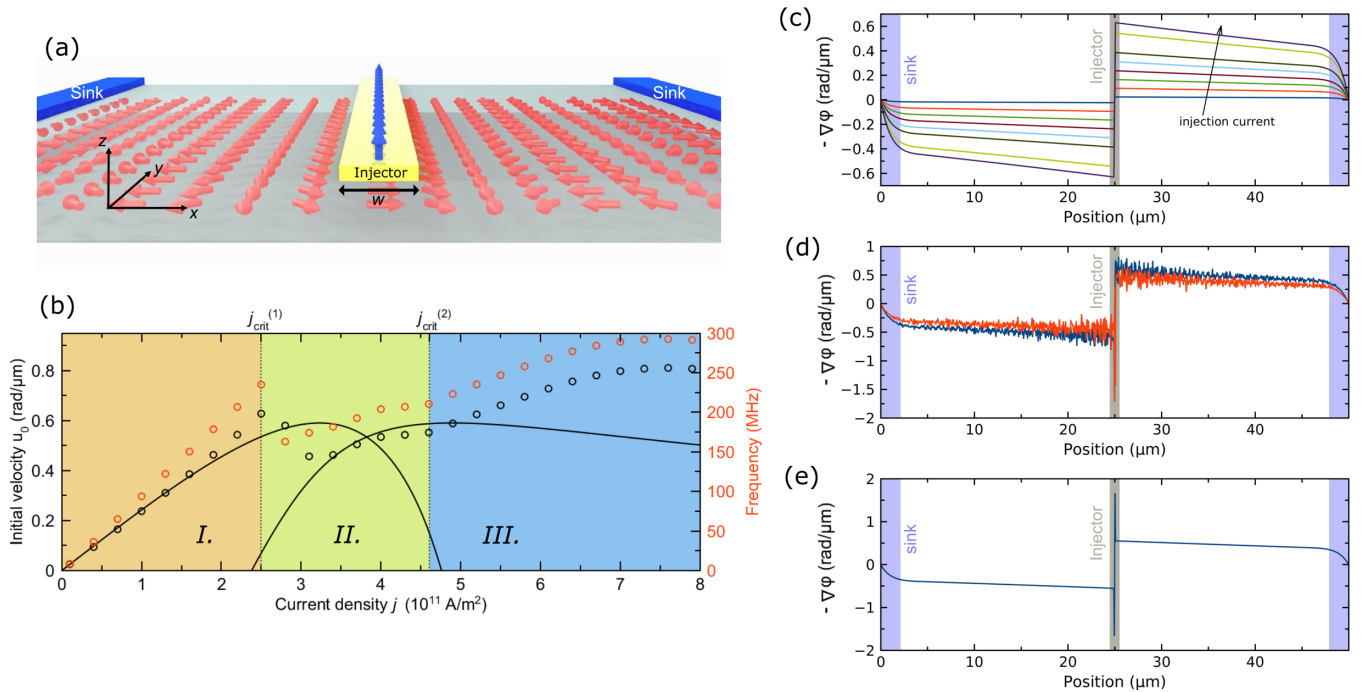 (a)
Sink
Sink
Injector
w
z
y
x
(b)
j_crit^(1)
j_crit^(2)
Initial velocity u₀ (rad/μm)
0.8
0.6
0.4
0.2
0
I.
II.
III.
300
250
200
150
100
50
0
Frequency (MHz)
0 1 2 3 4 5 6 7 8
Current density j (10¹¹ A/m²)
(c)
- ∇φ (rad/μm)
0.6
0.4
0.2
0
−0.2
−0.4
−0.6
sink
Injector
injection current
0 10 20 30 40
Position (μm)
(d)
- ∇φ (rad/μm)
1
0.5
0
−0.5
−1
−1.5
−2
sink
Injector
0 10 20 30 40
Position (μm)
(e)
- ∇φ (rad/μm)
2
1
0
−1
−2
sink
Injector
0 10 20 30 40
Position (μm)